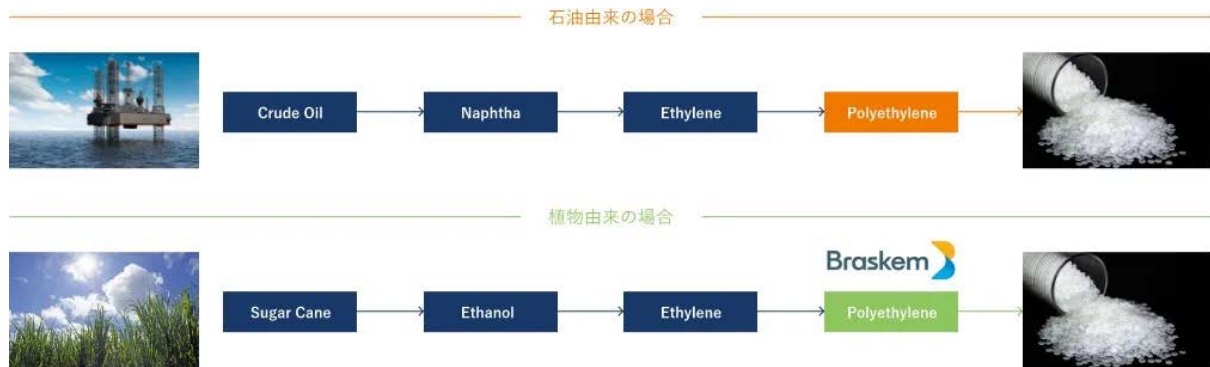 石油由来の場合
Crude Oil
Naphtha
Ethylene
Polyethylene
植物由来の場合
Braskem
Sugar Cane
Ethanol
Ethylene
Polyethylene